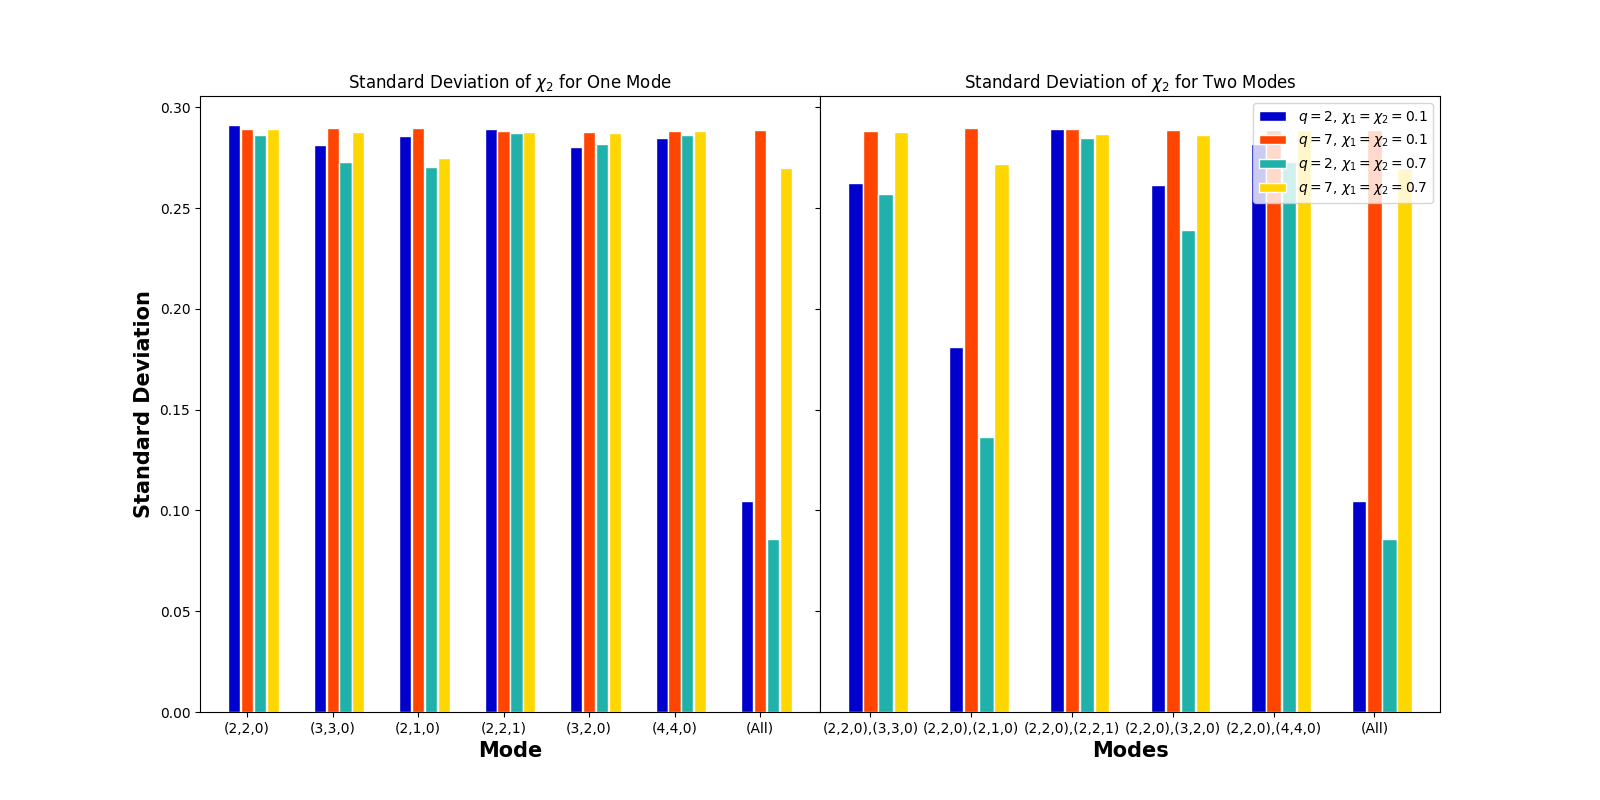 Standard Deviation of χ₂ for One Mode
Standard Deviation of χ₂ for Two Modes
Standard Deviation
0.30
0.25
0.20
0.15
0.10
0.05
0.00
q = 2, χ₁ = χ₂ = 0.1
q = 7, χ₁ = χ₂ = 0.1
q = 2, χ₁ = χ₂ = 0.7
q = 7, χ₁ = χ₂ = 0.7
(2,2,0) (3,3,0) (2,1,0) (2,2,1) (3,2,0) (4,4,0) (All)
(2,2,0),(3,3,0) (2,2,0),(2,1,0) (2,2,0),(2,2,1) (2,2,0),(3,2,0) (2,2,0),(4,4,0) (All)
Mode
Modes